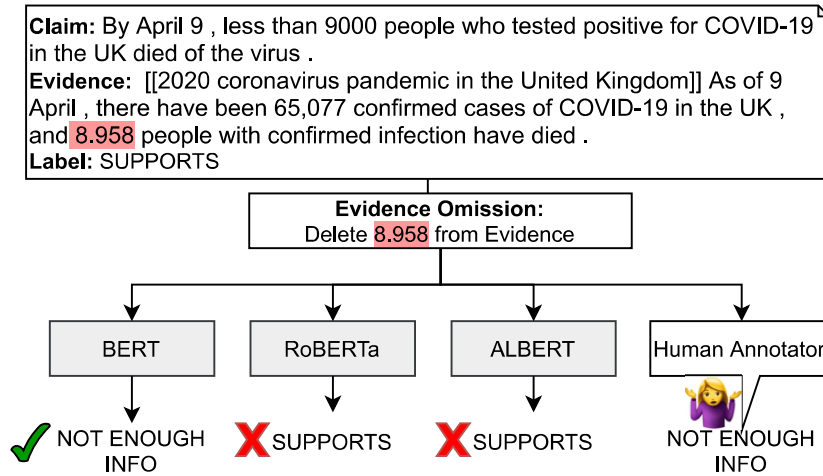 Claim: By April 9 , less than 9000 people who tested positive for COVID-19
in the UK died of the virus .
Evidence: [[2020 coronavirus pandemic in the United Kingdom]] As of 9
April , there have been 65,077 confirmed cases of COVID-19 in the UK ,
and 8.958 people with confirmed infection have died .
Label: SUPPORTS
Evidence Omission:
Delete 8.958 from Evidence
BERT
RoBERTa
ALBERT
Human Annotator
NOT ENOUGH
INFO
SUPPORTS
SUPPORTS
NOT ENOUGH
INFO